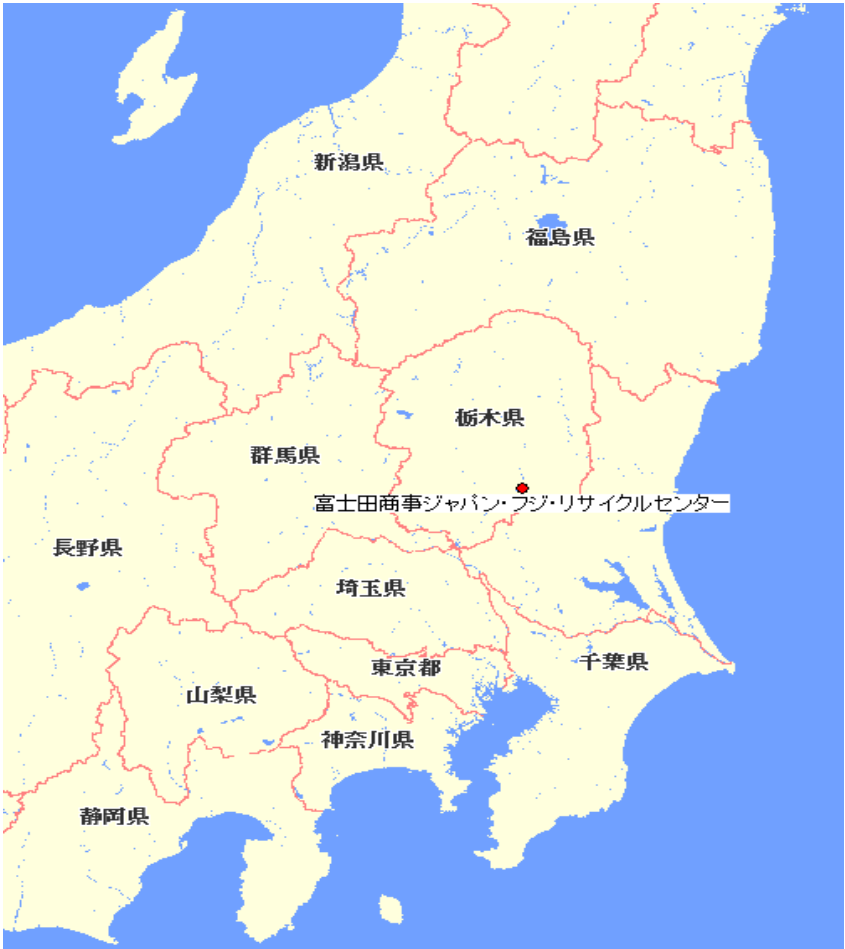 新潟県
福島県
栃木県
群馬県
富士田商事ジャパン・フジ・リサイクルセンター
長野県
埼玉県
千葉県
東京都
山梨県
神奈川県
静岡県